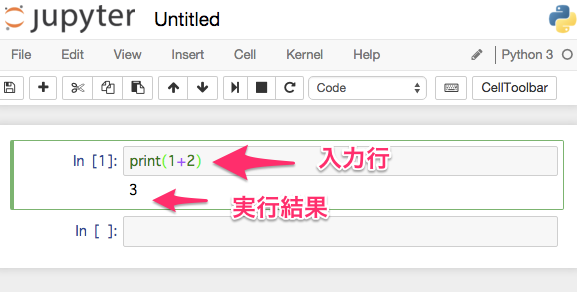 jupyter Untitled
File Edit View Insert Cell Kernel Help Python 3
Code CellToolbar
In [1]: print(1+2) 入力行
3
実行結果
In [ ]: